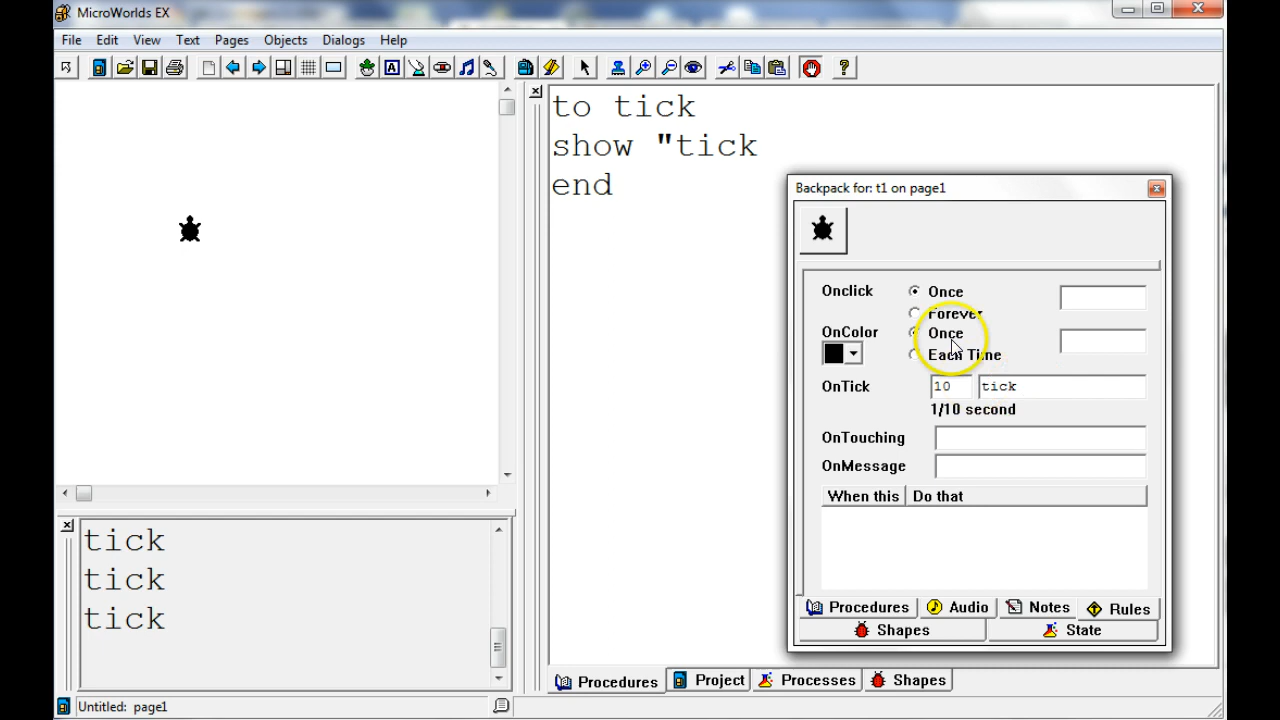 MicroWorlds EX
File Edit View Text Pages Objects Dialogs Help
to tick
show "tick
end
Backpack for: t1 on page1
Onclick Once
Forever
OnColor Once
Each Time
OnTick 10 tick
1/10 second
OnTouching
OnMessage
When this Do that
Procedures Audio Notes Rules
Shapes State
tick
tick
tick
Procedures Project Processes Shapes
Untitled: page1